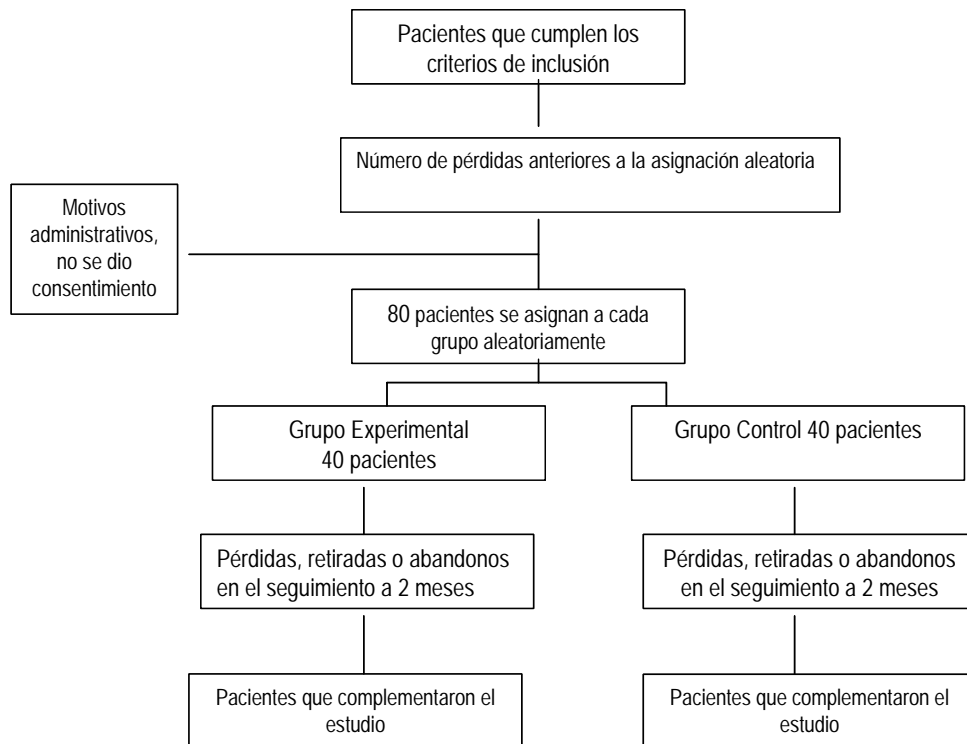 Pacientes que cumplen los
criterios de inclusión
Número de pérdidas anteriores a la asignación aleatoria
Motivos
administrativos,
no se dio
consentimiento
80 pacientes se asignan a cada
grupo aleatoriamente
Grupo Experimental
40 pacientes
Grupo Control 40 pacientes
Pérdidas, retiradas o abandonos
en el seguimiento a 2 meses
Pérdidas, retiradas o abandonos
en el seguimiento a 2 meses
Pacientes que complementaron el
estudio
Pacientes que complementaron el
estudio